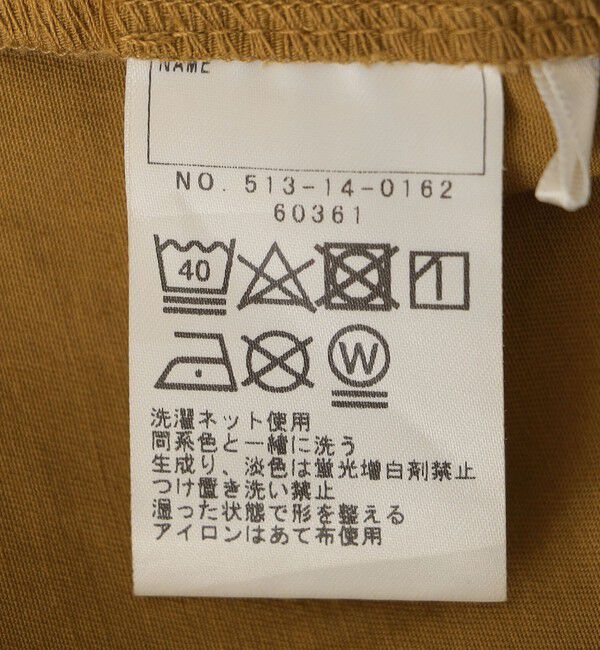 NAME
NO. 513-14-0162
60361
40
W
洗濯ネット使用
同系色と一緒に洗う
生成り、淡色は蛍光増白剤禁止
つけ置き洗い禁止
湿った状態で形を整える
アイロンはあて布使用